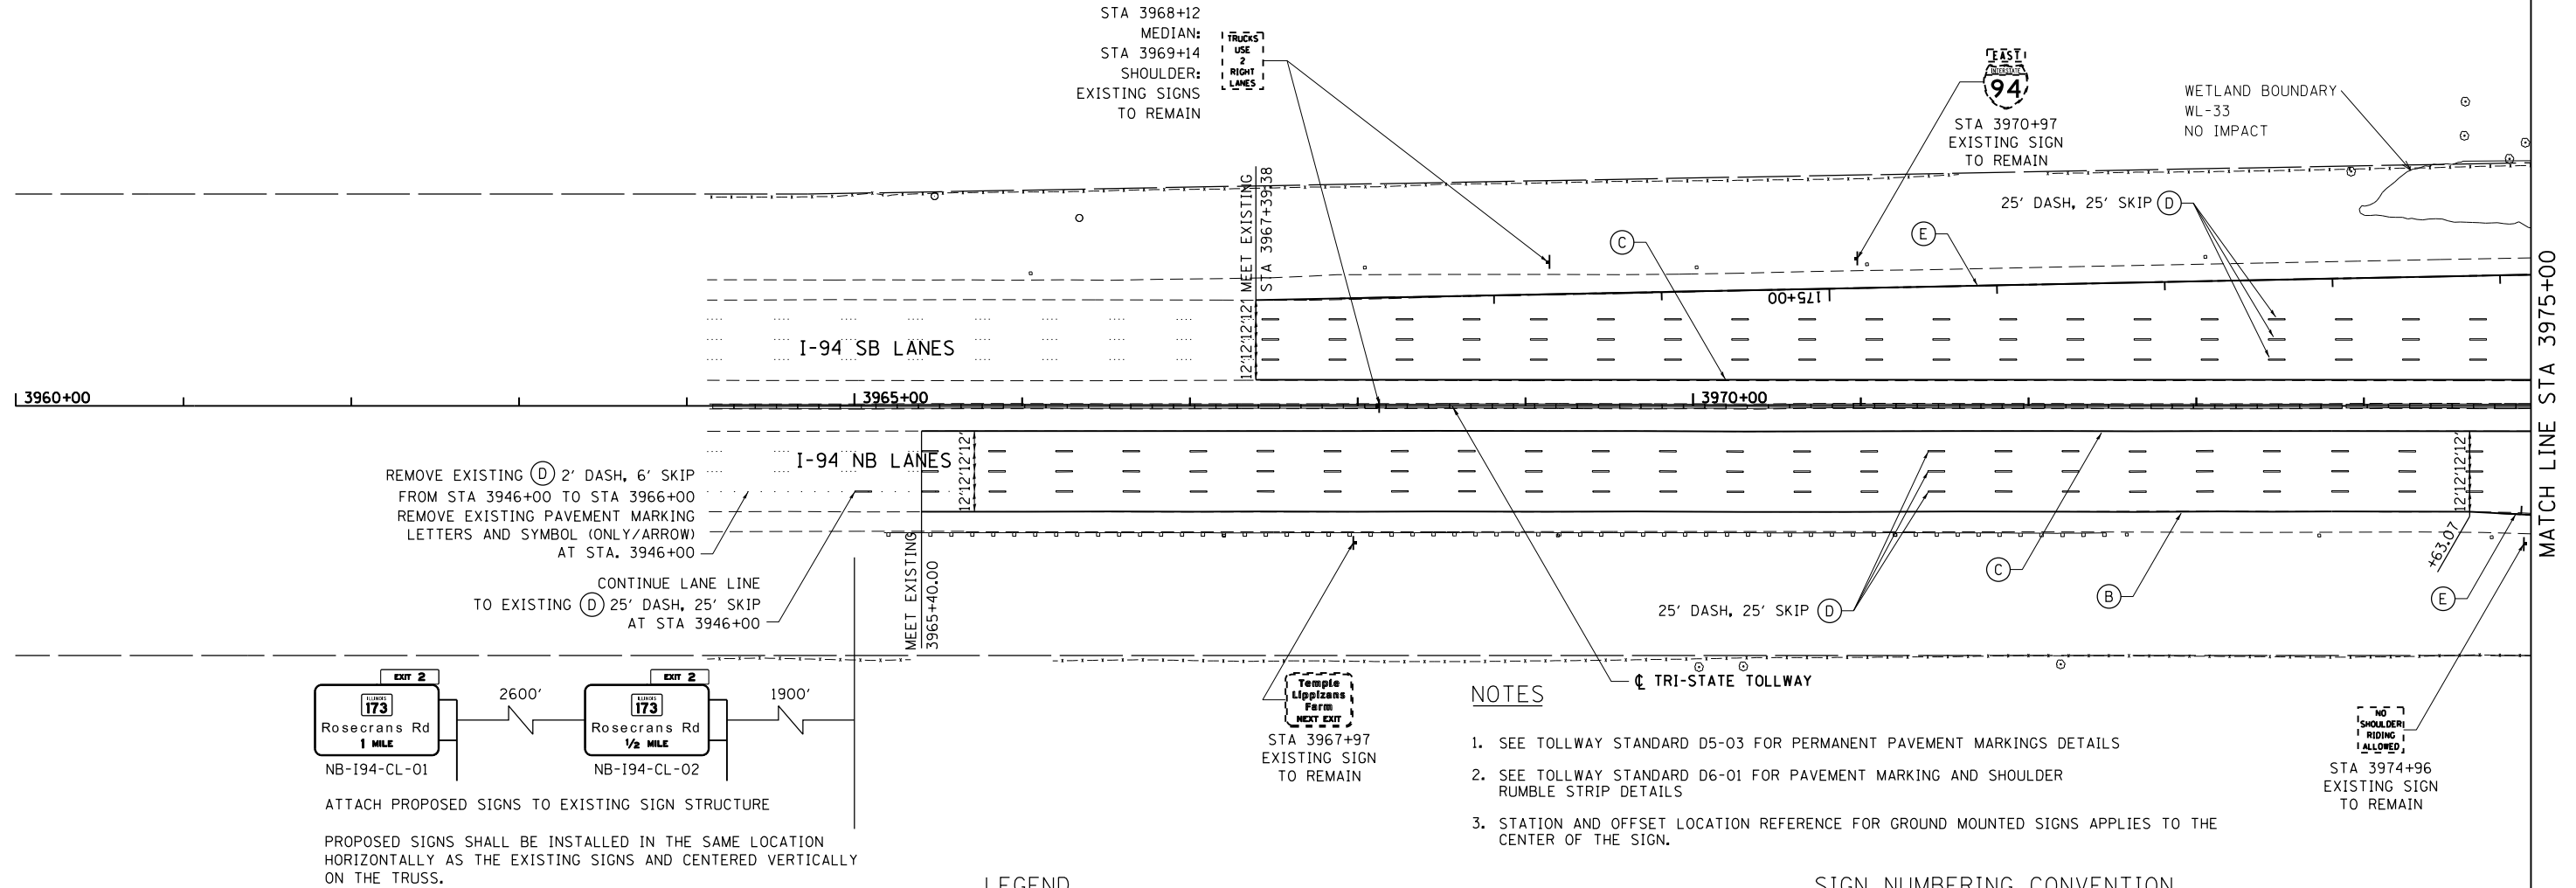 STA 3968+12
MEDIAN:
STA 3969+14
SHOULDER:
EXISTING SIGNS
TO REMAIN
TRUCKS
USE
2
RIGHT
LANES
EAST
INTERSTATE
94
STA 3970+97
EXISTING SIGN
TO REMAIN
WETLAND BOUNDARY
WL-33
NO IMPACT
MEET EXISTING
STA 3967+39.38
C
E
25' DASH, 25' SKIP D
175+00
12'12'12'12'
I-94 SB LANES
3960+00
3965+00
3970+00
MATCH LINE STA 3975+00
I-94 NB LANES
12'12'12'12'
12'12'12'12'
REMOVE EXISTING D 2' DASH, 6' SKIP
FROM STA 3946+00 TO STA 3966+00
REMOVE EXISTING PAVEMENT MARKING
LETTERS AND SYMBOL (ONLY/ARROW)
AT STA. 3946+00
CONTINUE LANE LINE
TO EXISTING D 25' DASH, 25' SKIP
AT STA 3946+00
MEET EXISTING
3965+40.00
25' DASH, 25' SKIP D
C
B
+63.07
E
EXIT 2
ILLINOIS
173
Rosecrans Rd
1 MILE
NB-I94-CL-01
2600'
EXIT 2
ILLINOIS
173
Rosecrans Rd
1/2 MILE
NB-I94-CL-02
1900'
ATTACH PROPOSED SIGNS TO EXISTING SIGN STRUCTURE
PROPOSED SIGNS SHALL BE INSTALLED IN THE SAME LOCATION
HORIZONTALLY AS THE EXISTING SIGNS AND CENTERED VERTICALLY
ON THE TRUSS.
Temple
Lippizans
Farm
NEXT EXIT
STA 3967+97
EXISTING SIGN
TO REMAIN
℄ TRI-STATE TOLLWAY
NOTES
1. SEE TOLLWAY STANDARD D5-03 FOR PERMANENT PAVEMENT MARKINGS DETAILS
2. SEE TOLLWAY STANDARD D6-01 FOR PAVEMENT MARKING AND SHOULDER
RUMBLE STRIP DETAILS
3. STATION AND OFFSET LOCATION REFERENCE FOR GROUND MOUNTED SIGNS APPLIES TO THE
CENTER OF THE SIGN.
NO
SHOULDER
RIDING
ALLOWED
STA 3974+96
EXISTING SIGN
TO REMAIN
LEGEND
SIGN NUMBERING CONVENTION